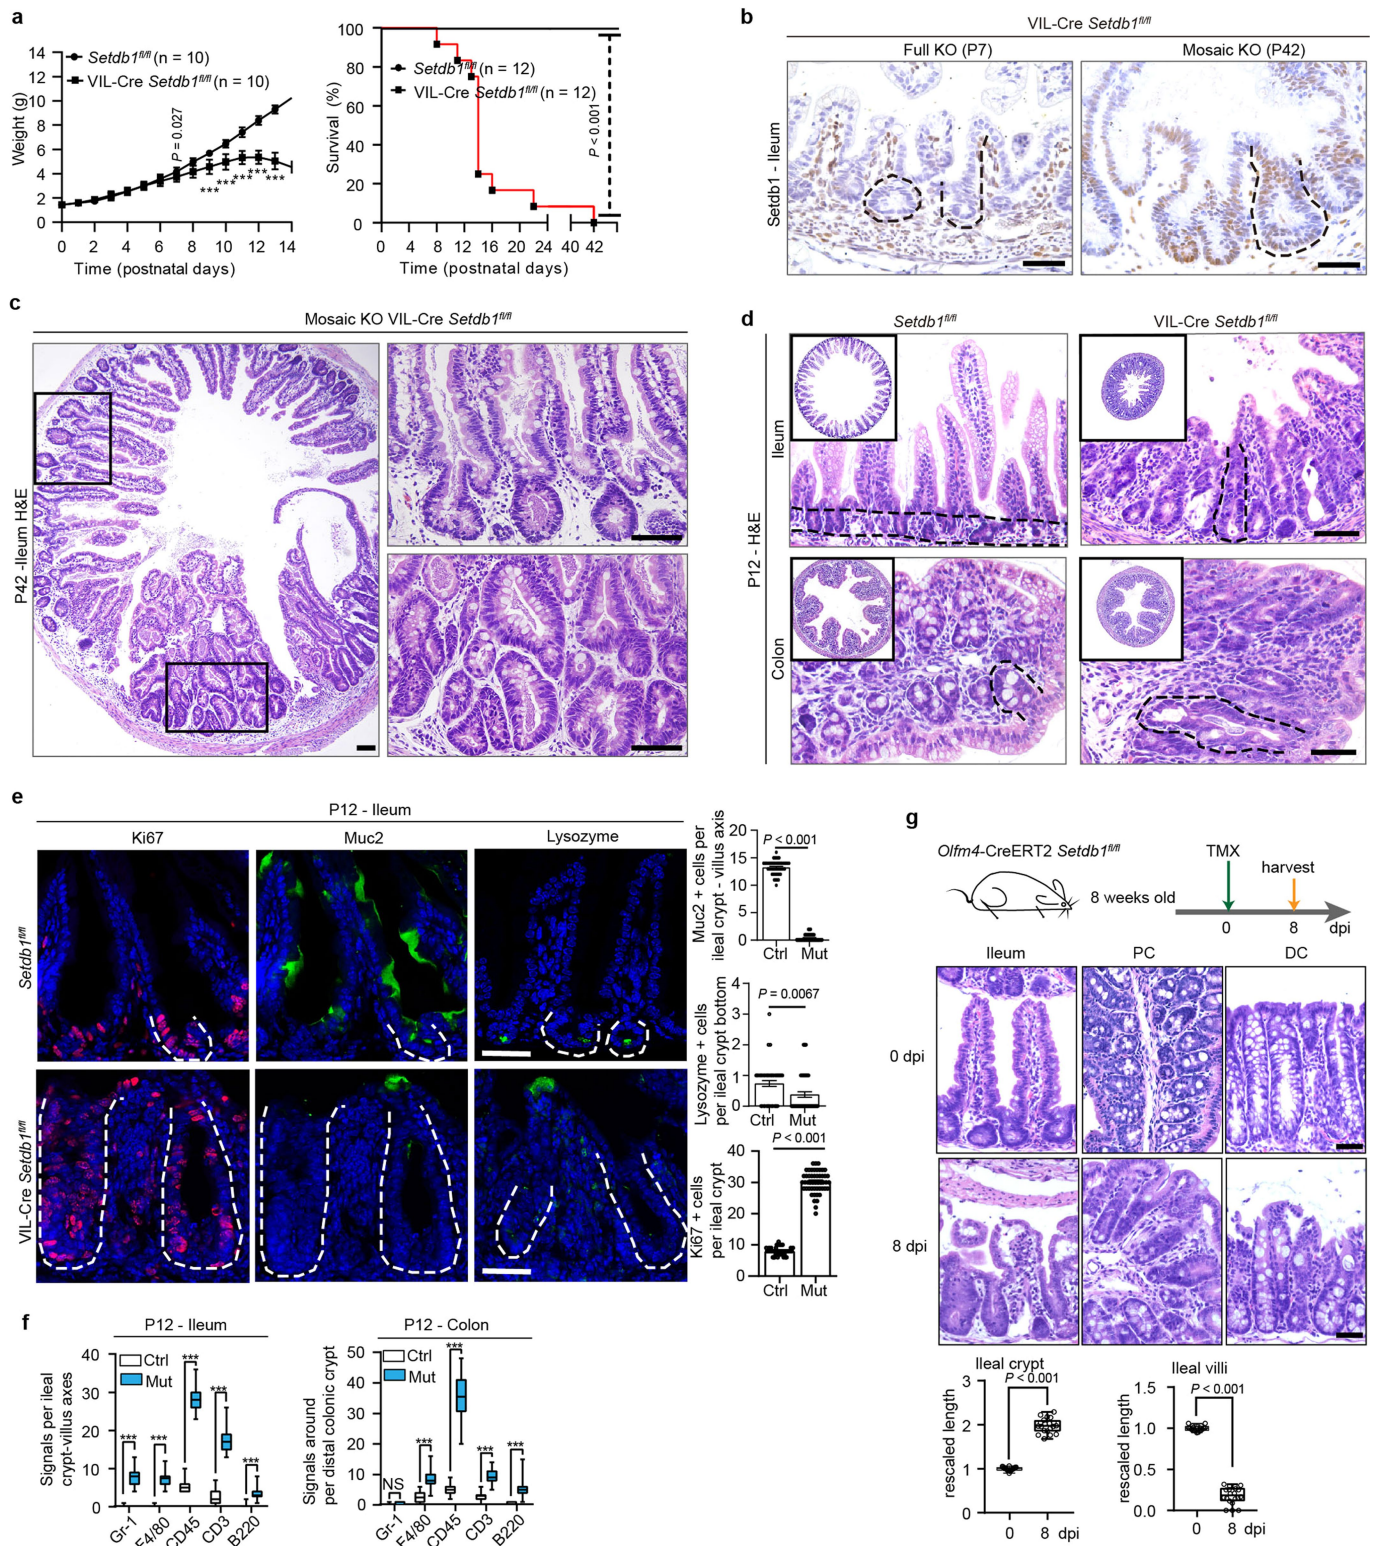 a
Setdb1fl/fl (n = 10)
VIL-Cre Setdb1fl/fl (n = 10)
Weight (g)
14
12
10
8
6
4
2
0
P = 0.027
***
***
***
***
***
0 2 4 6 8 10 12 14
Time (postnatal days)
Survival (%)
100
80
60
40
20
0
Setdb1fl/fl (n = 12)
VIL-Cre Setdb1fl/fl (n = 12)
P < 0.001
0 4 8 12 16 20 24 40 42
Time (postnatal days)
b
VIL-Cre Setdb1fl/fl
Full KO (P7)
Mosaic KO (P42)
Setdb1 - Ileum
c
Mosaic KO VIL-Cre Setdb1fl/fl
P42 -Ileum H&E
d
Setdb1fl/fl
VIL-Cre Setdb1fl/fl
P12 - H&E
Ileum
Colon
e
P12 - Ileum
Ki67
Muc2
Lysozyme
Setdb1fl/fl
VIL-Cre Setdb1fl/fl
Muc2 + cells per
ileal crypt - villus axis
20
15
10
5
0
P < 0.001
Ctrl Mut
Lysozyme + cells
per ileal crypt bottom
4
3
2
1
0
P = 0.0067
Ctrl Mut
Ki67 + cells
per ileal crypt
40
30
20
10
0
P < 0.001
Ctrl Mut
f
P12 - Ileum
Signals per ileal
crypt-villus axes
40
30
20
10
0
Ctrl
Mut
***
***
***
***
***
Gr-1 F4/80 CD45 CD3 B220
P12 - Colon
Signals around
per distal colonic crypt
50
40
30
20
10
0
Ctrl
Mut
NS
***
***
***
***
Gr-1 F4/80 CD45 CD3 B220
g
Olfm4-CreERT2 Setdb1fl/fl
8 weeks old
TMX
harvest
0 8 dpi
Ileum
PC
DC
0 dpi
8 dpi
Ileal crypt
P < 0.001
rescaled length
3
2
1
0
0 8 dpi
Ileal villi
P < 0.001
rescaled length
1.5
1.0
0.5
0.0
0 8 dpi